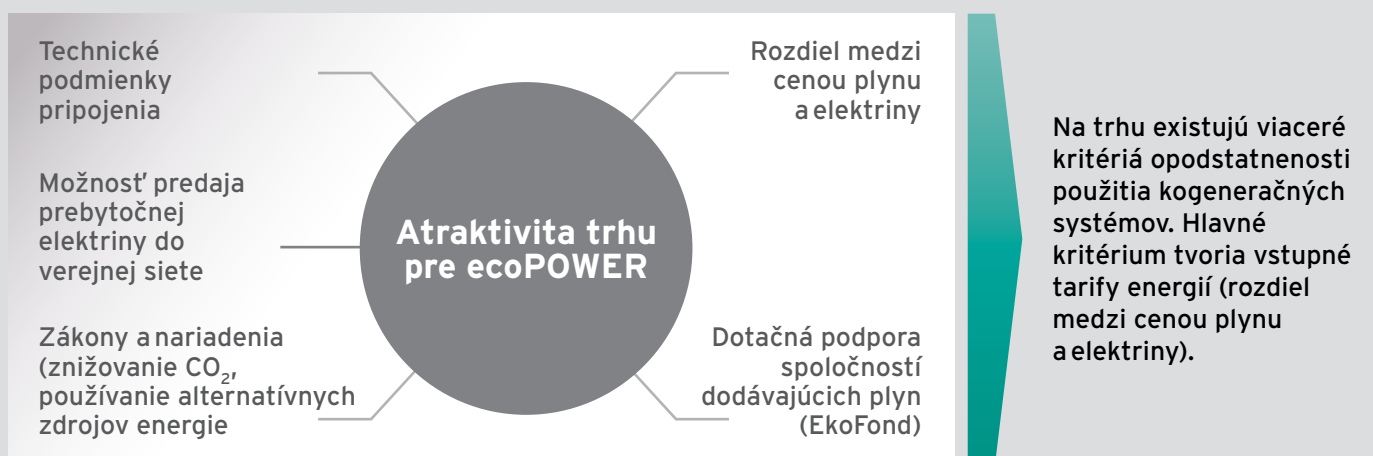 Technické
podmienky
pripojenia
Možnosť predaja
prebytočnej
elektriny do
verejnej siete
Zákony a nariadenia
(znižovanie CO₂,
používanie alternatívnych
zdrojov energie
Atraktivita trhu
pre ecoPOWER
Rozdiel medzi
cenou plynu
a elektriny
Dotačná podpora
spoločností
dodávajúcich plyn
(EkoFond)
Na trhu existujú viaceré
kritériá opodstatnenosti
použitia kogeneračných
systémov. Hlavné
kritérium tvoria vstupné
tarify energií (rozdiel
medzi cenou plynu
a elektriny).